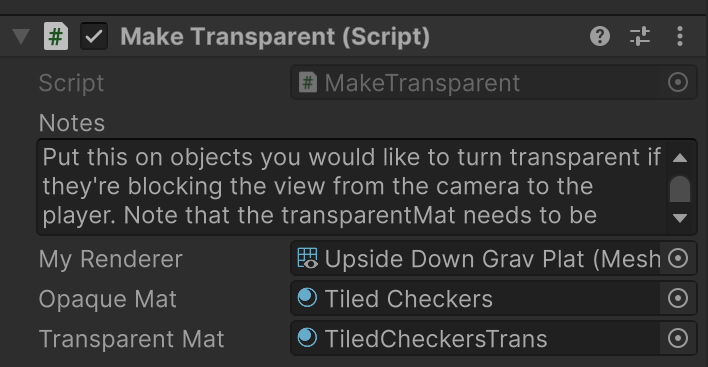 Make Transparent (Script)
Script
MakeTransparent
Notes
Put this on objects you would like to turn transparent if
they're blocking the view from the camera to the
player. Note that the transparentMat needs to be
My Renderer
Upside Down Grav Plat (Mesh
Opaque Mat
Tiled Checkers
Transparent Mat
TiledCheckersTrans